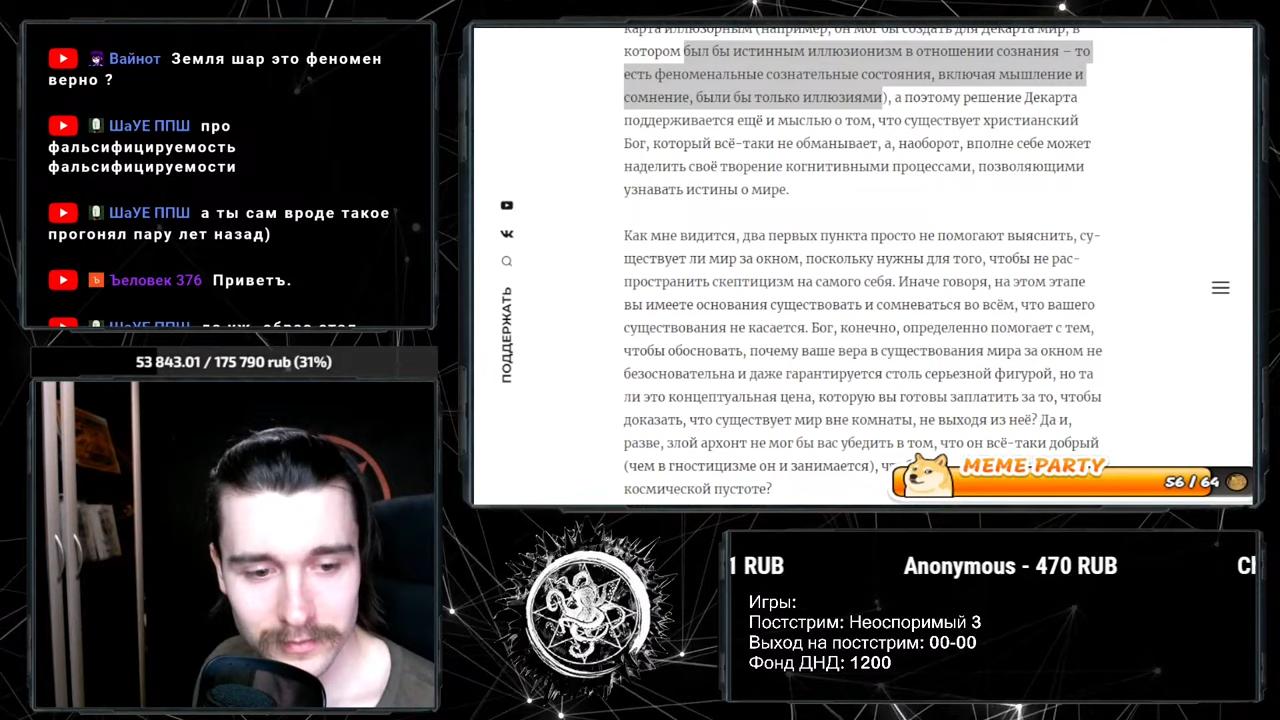 Вайнот Земля шар это феномен
верно ?
ШаУЕ ППШ про
фальсифицируемость
фальсифицируемости
ШаУЕ ППШ а ты сам вроде такое
прогонял пару лет назад)
Ъеловек 376 Приветъ.
53 843.01 / 175 790 rub (31%)
котором был бы истинным иллюзионизм в отношении сознания – то
есть феноменальные сознательные состояния, включая мышление и
сомнение, были бы только иллюзиями), а поэтому решение Декарта
поддерживается ещё и мыслью о том, что существует христианский
Бог, который всё-таки не обманывает, а, наоборот, вполне себе может
наделить своё творение когнитивными процессами, позволяющими
узнавать истины о мире.
Как мне видится, два первых пункта просто не помогают выяснить, су-
ществует ли мир за окном, поскольку нужны для того, чтобы не рас-
пространить скептицизм на самого себя. Иначе говоря, на этом этапе
вы имеете основания существовать и сомневаться во всём, что вашего
существования не касается. Бог, конечно, определенно помогает с тем,
чтобы обосновать, почему ваше вера в существования мира за окном не
безосновательна и даже гарантируется столь серьезной фигурой, но та
ли это концептуальная цена, которую вы готовы заплатить за то, чтобы
доказать, что существует мир вне комнаты, не выходя из неё? Да и,
разве, злой архонт не мог бы вас убедить в том, что он всё-таки добрый
(чем в гностицизме он и занимается),
космической пустоте?
ПОДДЕРЖАТЬ
MEME PARTY
56 / 64
1 RUB Anonymous - 470 RUB
Игры:
Постстрим: Неоспоримый 3
Выход на постстрим: 00-00
Фонд ДНД: 1200